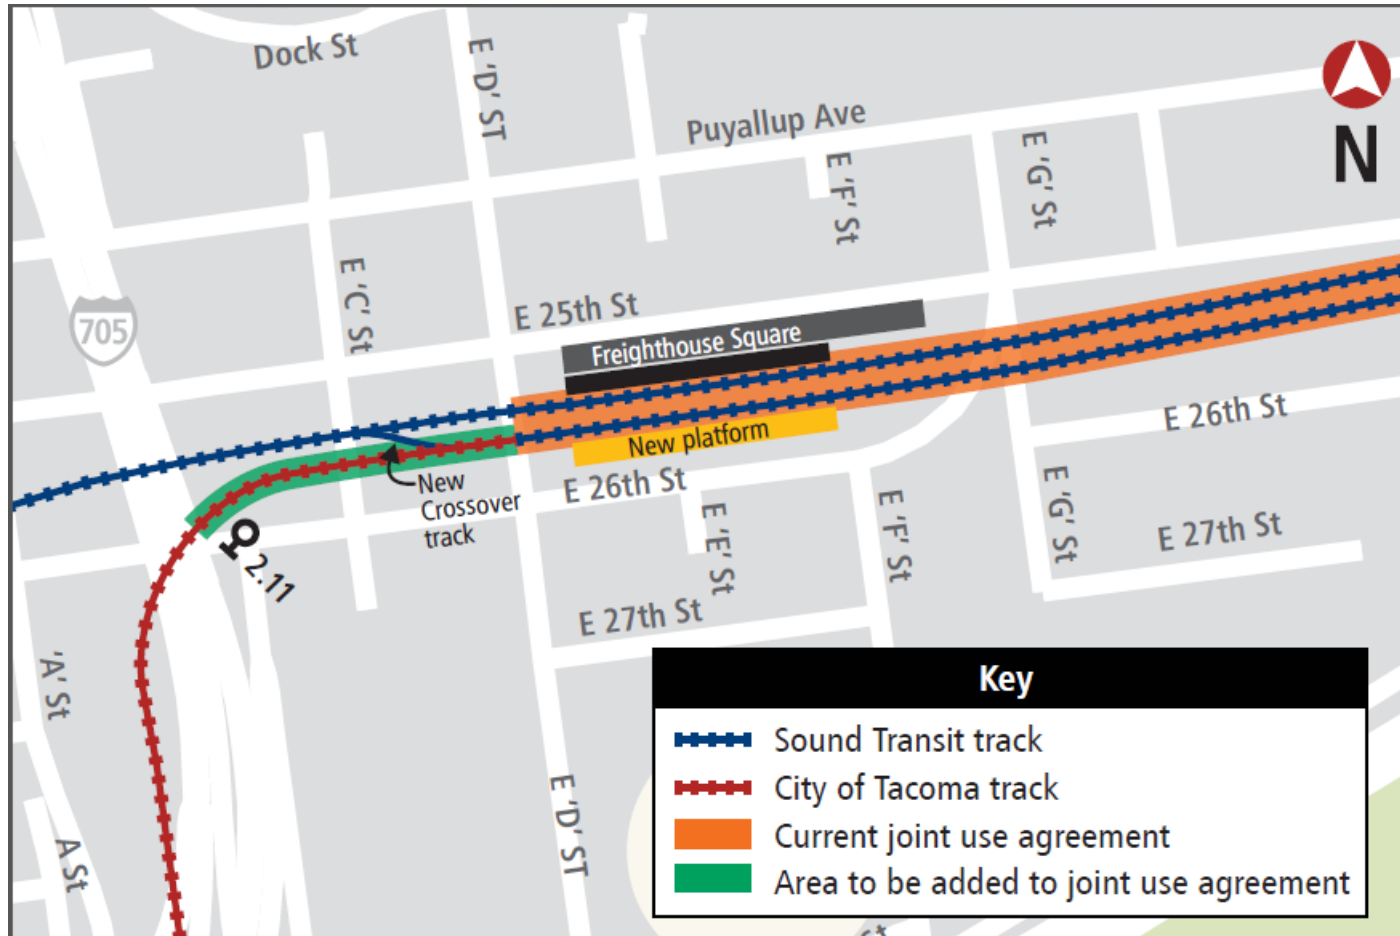 Dock St
E 'D' ST
Puyallup Ave
E 'F' St
E 'G' St
N
705
E 'C' St
E 25th St
Freighthouse Square
New platform
New
Crossover
track
E 26th St
E 26th St
2.11
E 'E' St
E 'F' St
E 'G' St
E 27th St
E 27th St
'A' St
A St
E 'D' ST
Key
Sound Transit track
City of Tacoma track
Current joint use agreement
Area to be added to joint use agreement